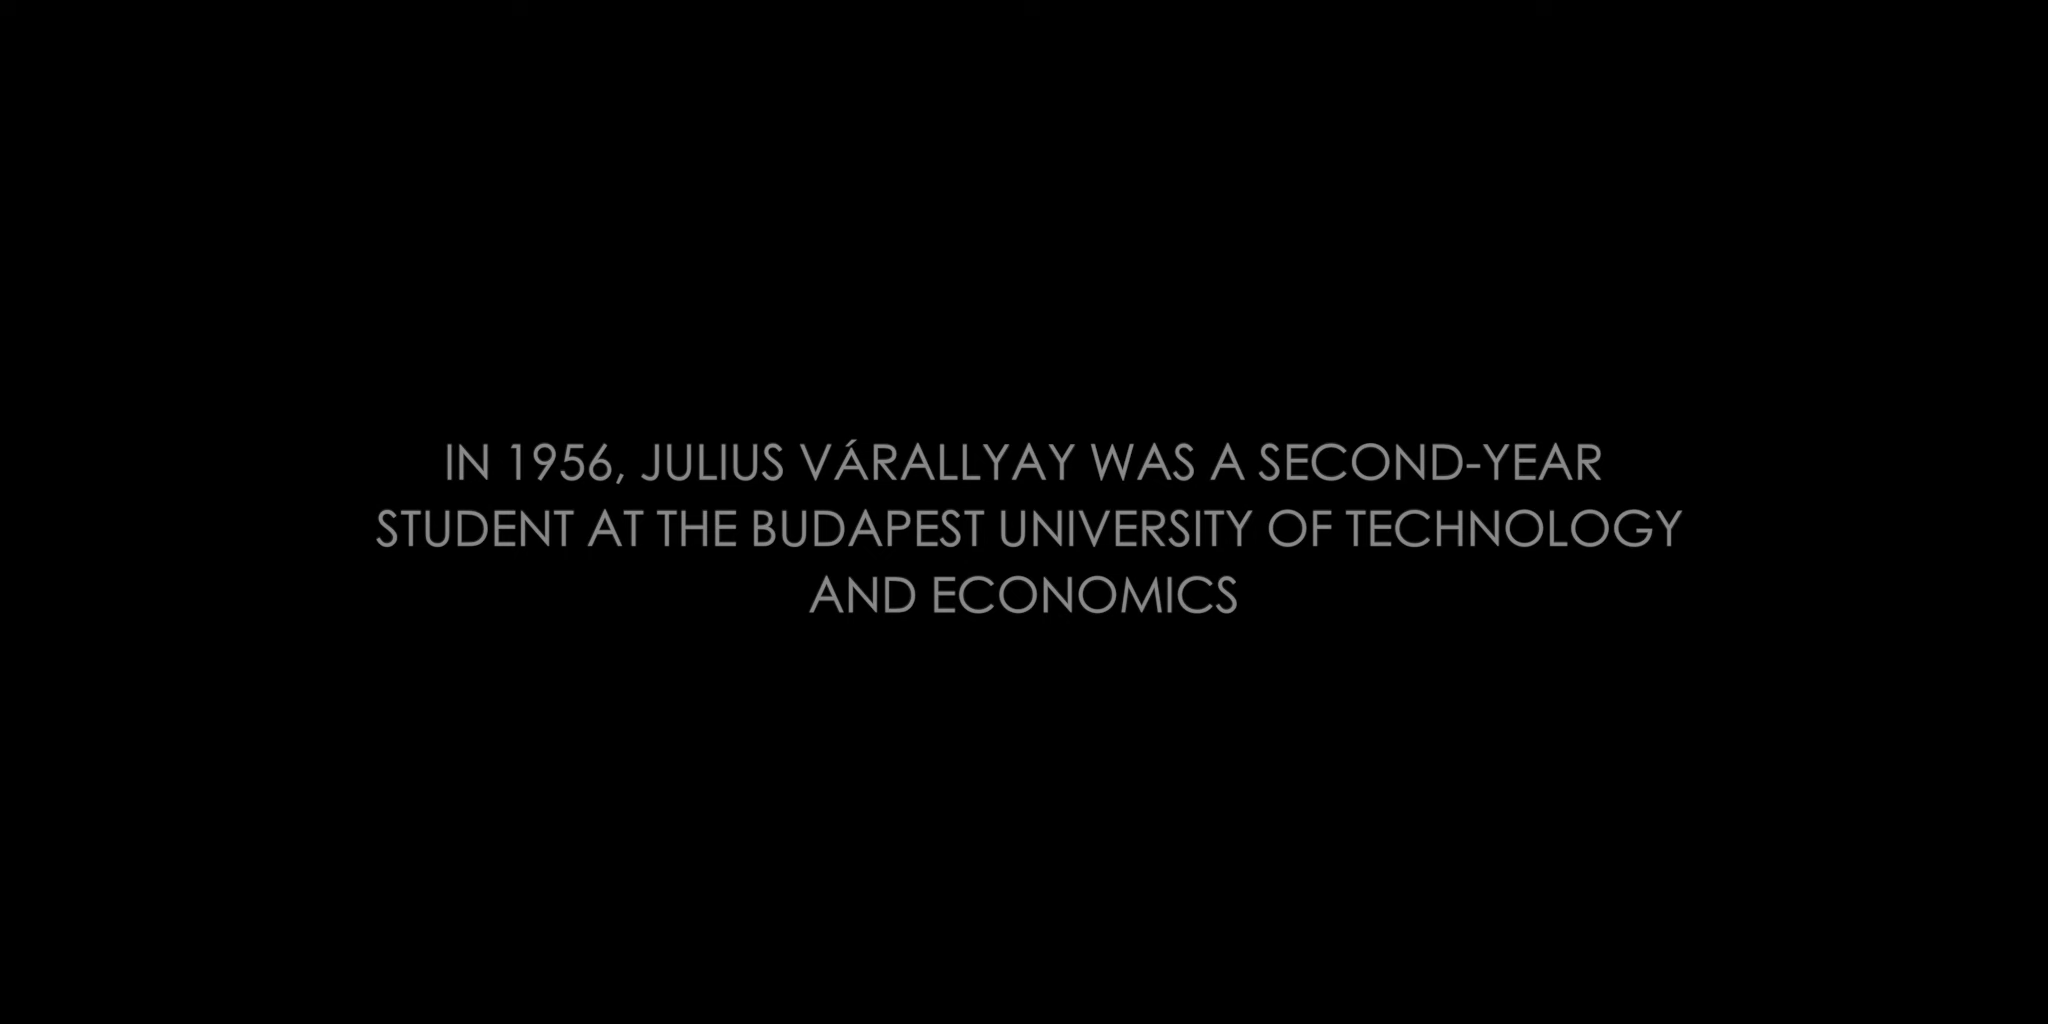 IN 1956, JULIUS VÁRALLYAY WAS A SECOND-YEAR
STUDENT AT THE BUDAPEST UNIVERSITY OF TECHNOLOGY
AND ECONOMICS